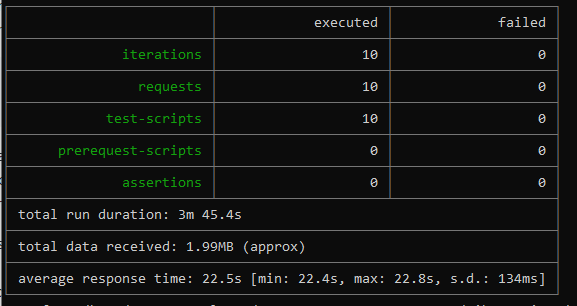 executed failed
iterations 10 0
requests 10 0
test-scripts 10 0
prerequest-scripts 0 0
assertions 0 0
total run duration: 3m 45.4s
total data received: 1.99MB (approx)
average response time: 22.5s [min: 22.4s, max: 22.8s, s.d.: 134ms]